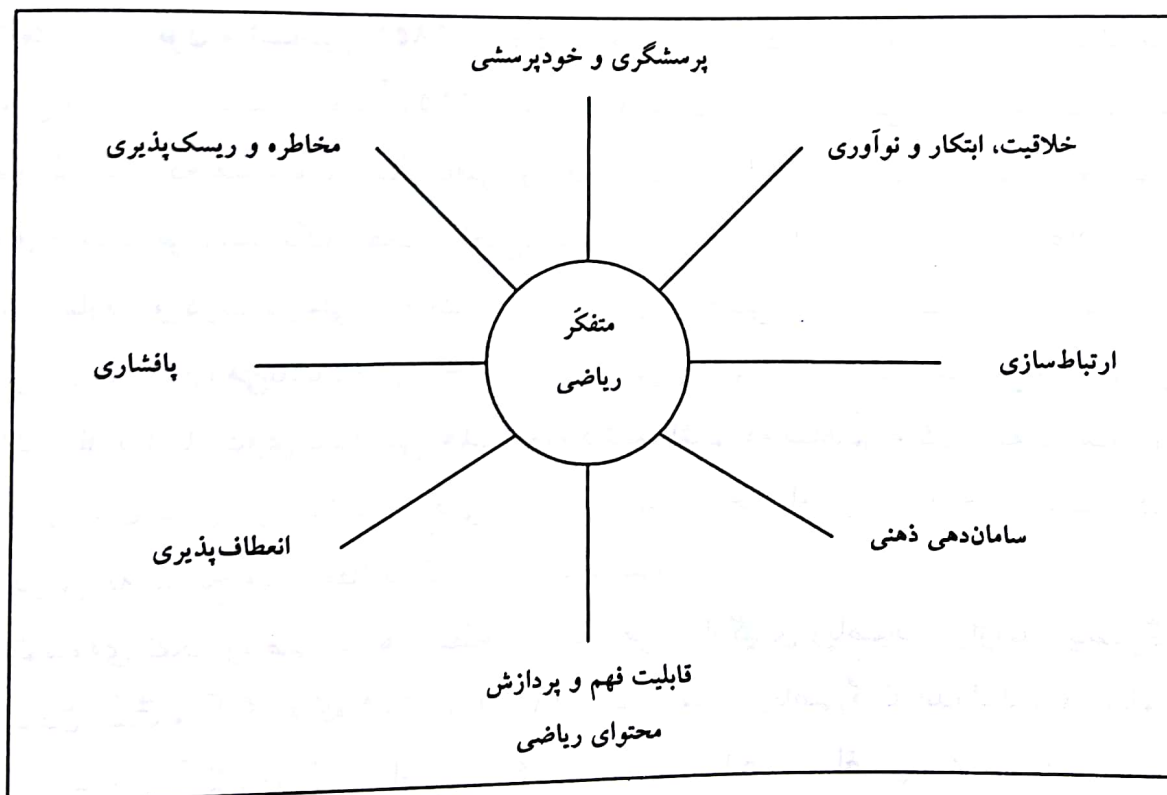 پرسشگری و خودپرسشی
خلاقیت، ابتکار و نوآوری
مخاطره و ریسک‌پذیری
متفکّر
ریاضی
ارتباط‌سازی
پافشاری
سامان‌دهی ذهنی
انعطاف‌پذیری
قابلیت فهم و پردازش
محتوای ریاضی